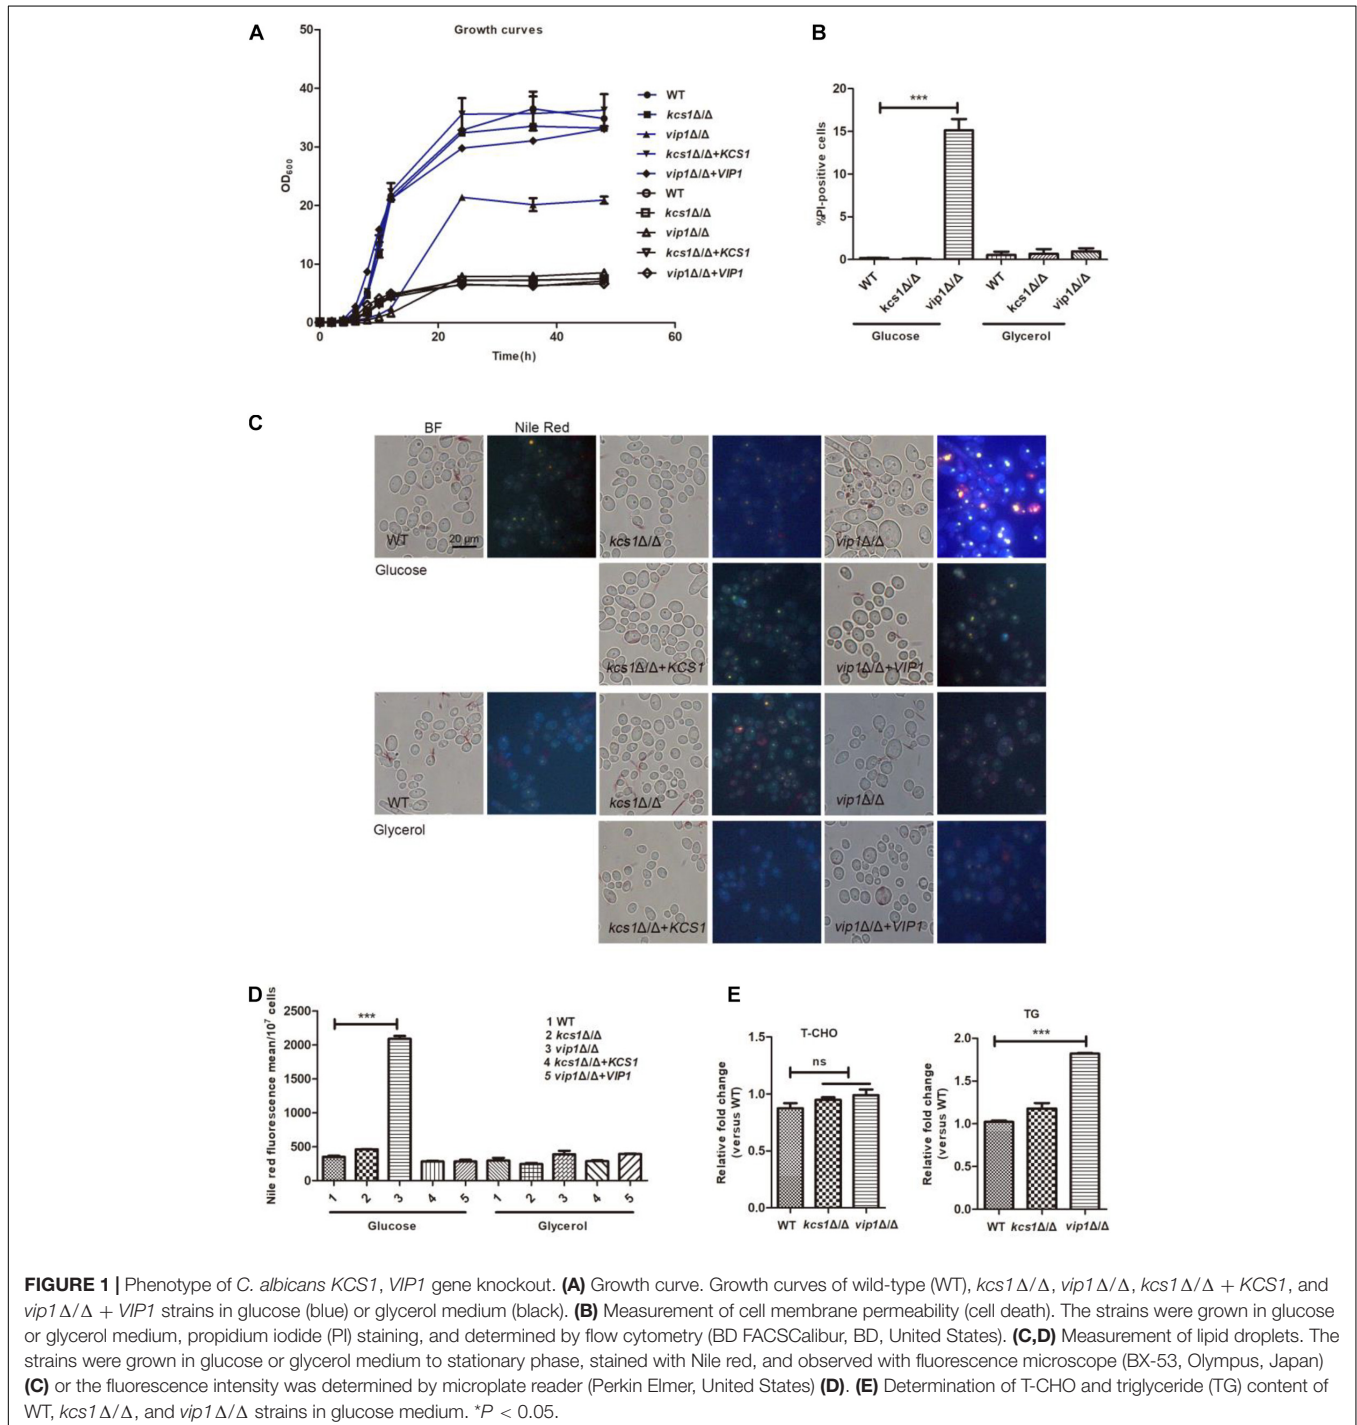 A
Growth curves
50
40
30
20
10
0
OD600
0 20 40 60
Time(h)
WT
kcs1Δ/Δ
vip1Δ/Δ
kcs1Δ/Δ+KCS1
vip1Δ/Δ+VIP1
WT
kcs1Δ/Δ
vip1Δ/Δ
kcs1Δ/Δ+KCS1
vip1Δ/Δ+VIP1
B
20
15
10
5
0
%PI-positive cells
***
WT kcs1Δ/Δ vip1Δ/Δ WT kcs1Δ/Δ vip1Δ/Δ
Glucose Glycerol
C
BF Nile Red
WT 20 μm kcs1Δ/Δ vip1Δ/Δ
Glucose
kcs1Δ/Δ+KCS1 vip1Δ/Δ+VIP1
WT kcs1Δ/Δ vip1Δ/Δ
Glycerol
kcs1Δ/Δ+KCS1 vip1Δ/Δ+VIP1
D
Nile red fluorescence mean/10⁷ cells
2500
2000
1500
1000
500
0
***
1 WT
2 kcs1Δ/Δ
3 vip1Δ/Δ
4 kcs1Δ/Δ+KCS1
5 vip1Δ/Δ+VIP1
1 2 3 4 5 1 2 3 4 5
Glucose Glycerol
E
T-CHO
Relative fold change
(versus WT)
1.5
1.0
0.5
0.0
ns
WT kcs1Δ/Δ vip1Δ/Δ
TG
Relative fold change
(versus WT)
2.0
1.5
1.0
0.5
0.0
***
WT kcs1Δ/Δ vip1Δ/Δ
FIGURE 1 | Phenotype of C. albicans KCS1, VIP1 gene knockout. (A) Growth curve. Growth curves of wild-type (WT), kcs1Δ/Δ, vip1Δ/Δ, kcs1Δ/Δ + KCS1, and
vip1Δ/Δ + VIP1 strains in glucose (blue) or glycerol medium (black). (B) Measurement of cell membrane permeability (cell death). The strains were grown in glucose
or glycerol medium, propidium iodide (PI) staining, and determined by flow cytometry (BD FACSCalibur, BD, United States). (C,D) Measurement of lipid droplets. The
strains were grown in glucose or glycerol medium to stationary phase, stained with Nile red, and observed with fluorescence microscope (BX-53, Olympus, Japan)
(C) or the fluorescence intensity was determined by microplate reader (Perkin Elmer, United States) (D). (E) Determination of T-CHO and triglyceride (TG) content of
WT, kcs1Δ/Δ, and vip1Δ/Δ strains in glucose medium. *P < 0.05.